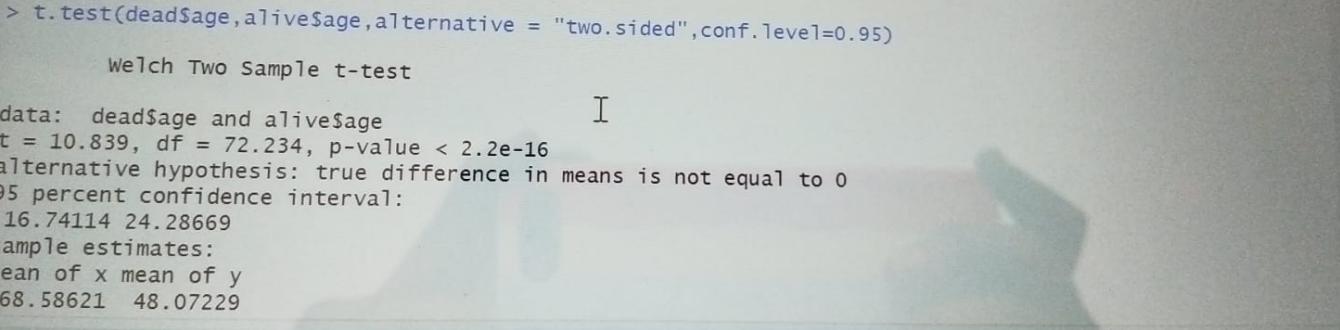 > t.test(dead$age,alive$age,alternative = "two.sided",conf.level=0.95)
Welch Two Sample t-test
data: dead$age and alive$age
t = 10.839, df = 72.234, p-value < 2.2e-16
alternative hypothesis: true difference in means is not equal to 0
95 percent confidence interval:
16.74114 24.28669
ample estimates:
ean of x mean of y
68.58621 48.07229